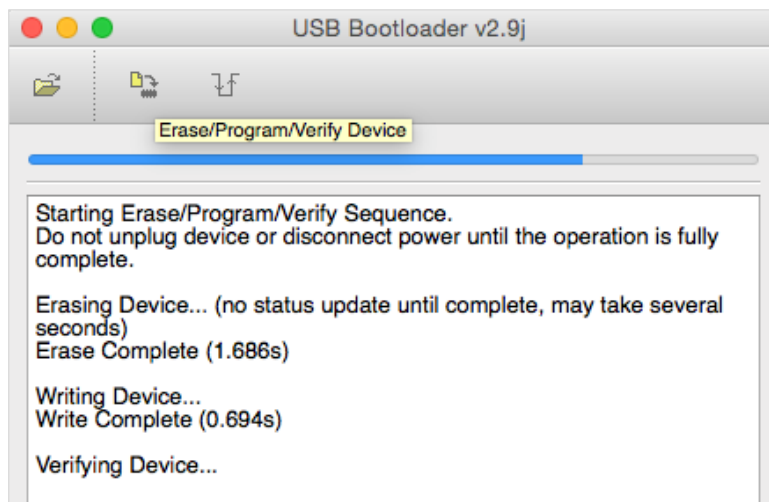 USB Bootloader v2.9j
Erase/Program/Verify Device
Starting Erase/Program/Verify Sequence.
Do not unplug device or disconnect power until the operation is fully
complete.
Erasing Device... (no status update until complete, may take several
seconds)
Erase Complete (1.686s)
Writing Device...
Write Complete (0.694s)
Verifying Device...